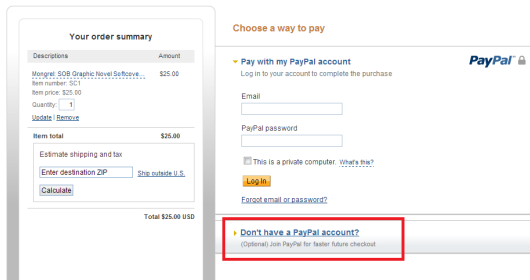 Your order summary
Descriptions Amount
Mongrel: SOB Graphic Novel Softcove... $25.00
Item number: SC1
Item price: $25.00
Quantity: 1
Update | Remove
Item total $25.00
Estimate shipping and tax
Enter destination ZIP Ship outside U.S.
Calculate
Total $25.00 USD
Choose a way to pay
Pay with my PayPal account PayPal
Log in to your account to complete the purchase
Email
PayPal password
This is a private computer. What's this?
Log In
Forgot email or password?
Don't have a PayPal account?
(Optional) Join PayPal for faster future checkout